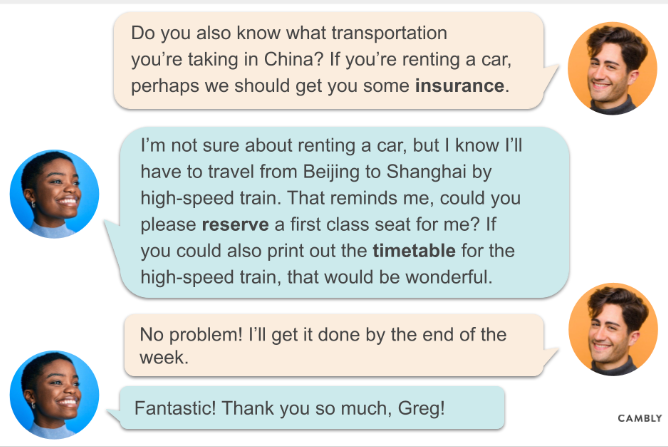 Do you also know what transportation
you’re taking in China? If you’re renting a car,
perhaps we should get you some insurance.
I’m not sure about renting a car, but I know I’ll
have to travel from Beijing to Shanghai by
high-speed train. That reminds me, could you
please reserve a first class seat for me? If
you could also print out the timetable for the
high-speed train, that would be wonderful.
No problem! I’ll get it done by the end of the
week.
Fantastic! Thank you so much, Greg!
CAMBLY